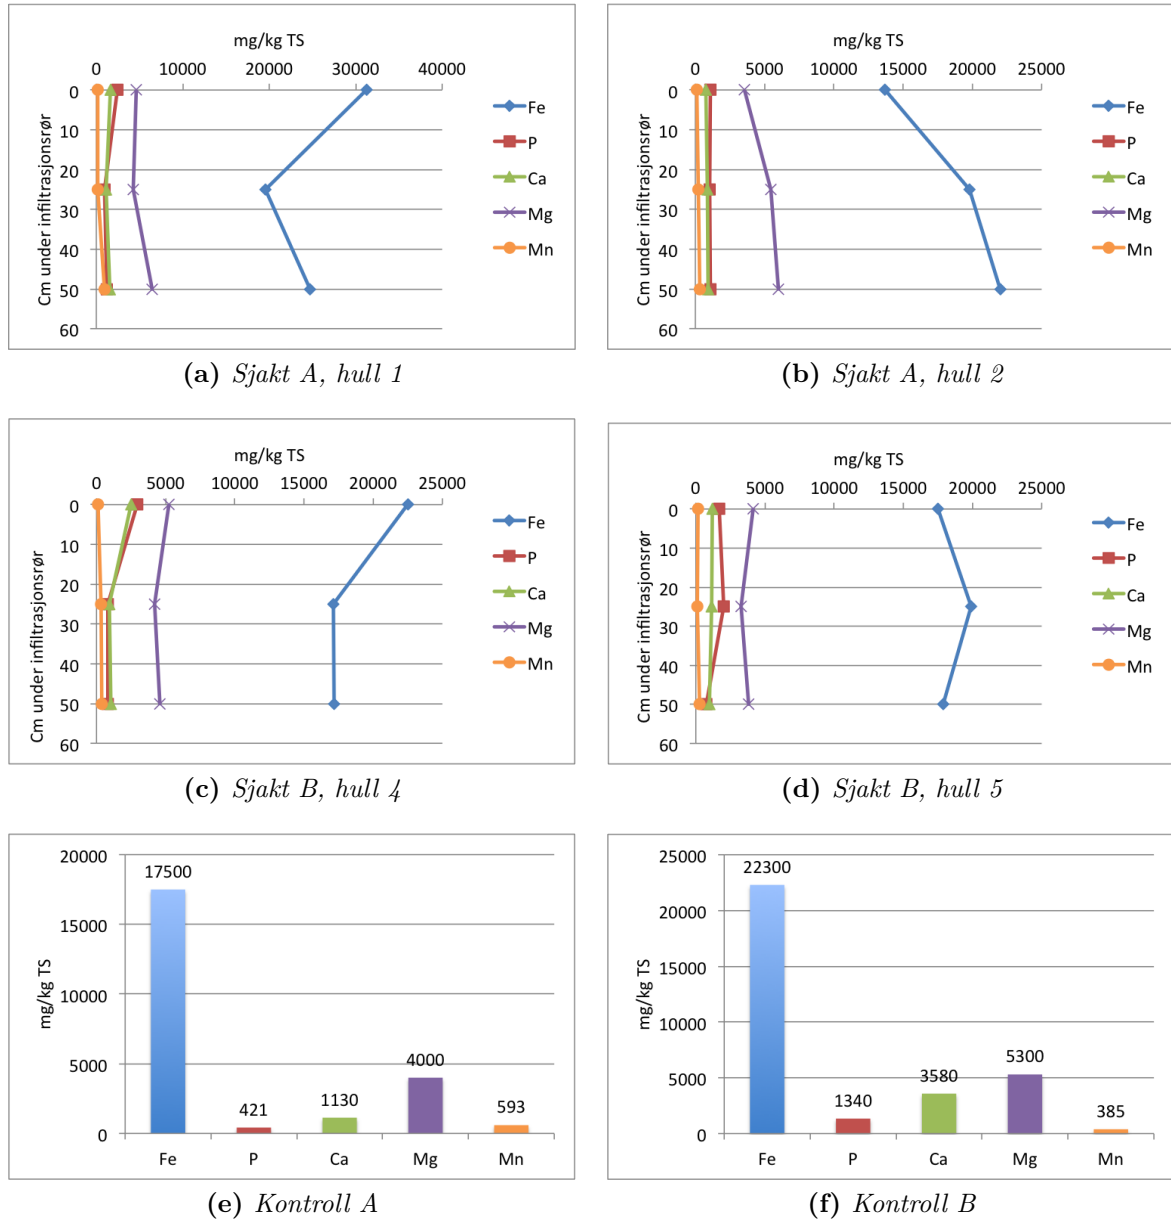 mg/kg TS
0 10000 20000 30000 40000
0
10
20
30
40
50
60
Cm under infiltrasjonsrør
Fe
P
Ca
Mg
Mn
(a) Sjakt A, hull 1
mg/kg TS
0 5000 10000 15000 20000 25000
0
10
20
30
40
50
60
Cm under infiltrasjonsrør
Fe
P
Ca
Mg
Mn
(b) Sjakt A, hull 2
mg/kg TS
0 5000 10000 15000 20000 25000
0
10
20
30
40
50
60
Cm under infiltrasjonsrør
Fe
P
Ca
Mg
Mn
(c) Sjakt B, hull 4
mg/kg TS
0 5000 10000 15000 20000 25000
0
10
20
30
40
50
60
Cm under infiltrasjonsrør
Fe
P
Ca
Mg
Mn
(d) Sjakt B, hull 5
20000
15000
10000
5000
0
mg/kg TS
17500
421
1130
4000
593
Fe P Ca Mg Mn
(e) Kontroll A
25000
20000
15000
10000
5000
0
mg/kg TS
22300
1340
3580
5300
385
Fe P Ca Mg Mn
(f) Kontroll B